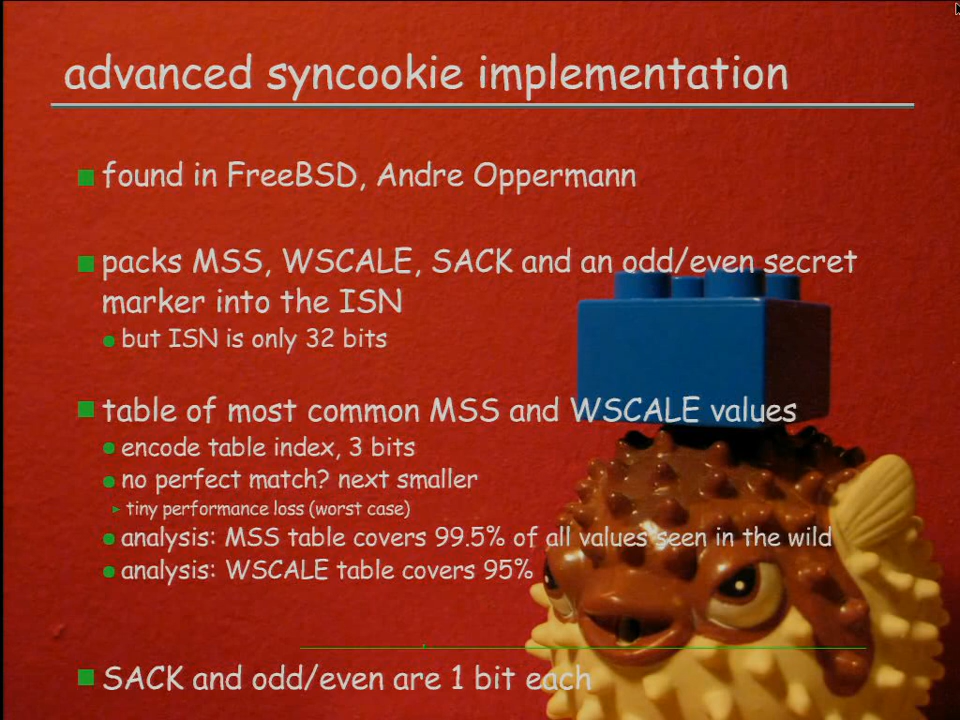 advanced syncookie implementation
found in FreeBSD, Andre Oppermann
packs MSS, WSCALE, SACK and an odd/even secret
marker into the ISN
but ISN is only 32 bits
table of most common MSS and WSCALE values
encode table index, 3 bits
no perfect match? next smaller
tiny performance loss (worst case)
analysis: MSS table covers 99.5% of all values seen in the wild
analysis: WSCALE table covers 95%
SACK and odd/even are 1 bit each